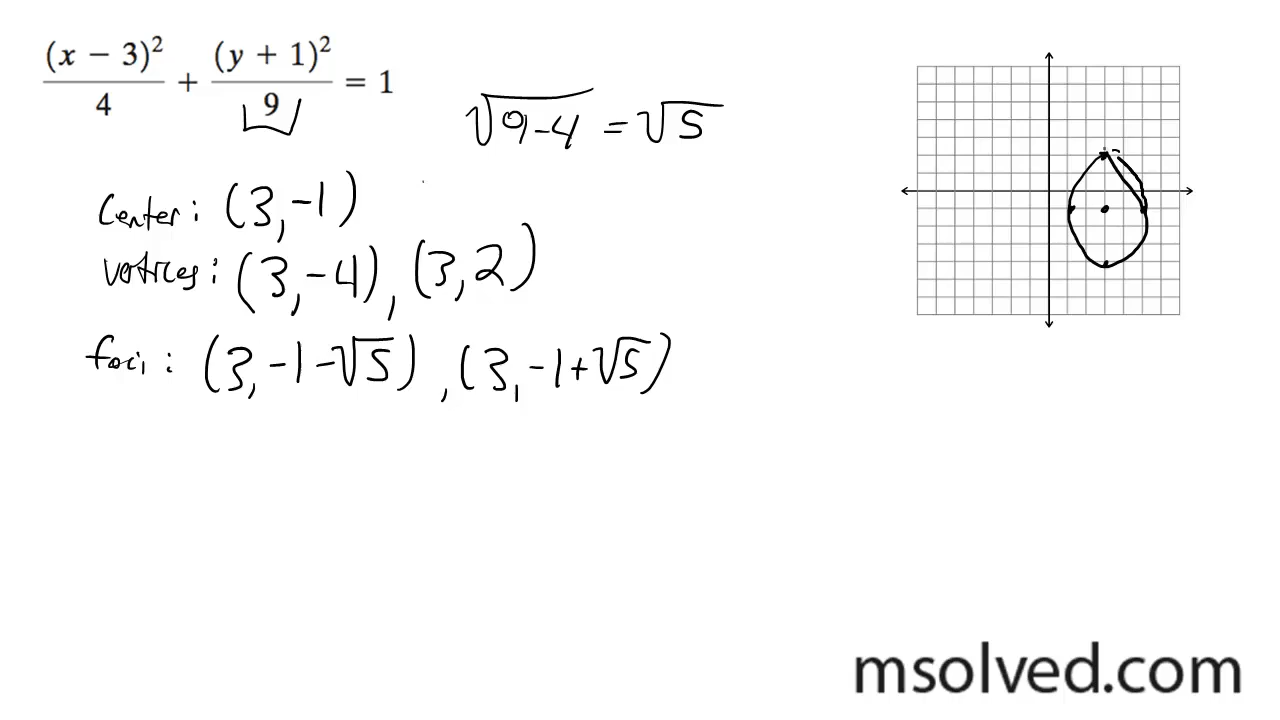 (x − 3)²/4 + (y + 1)²/9 = 1
√9-4 = √5
Center: (3,-1)
vertices: (3,-4), (3,2)
foci: (3,-1-√5), (3,-1+√5)
msolved.com